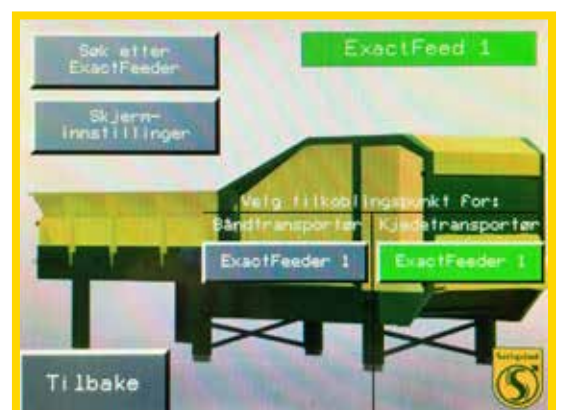 Søk etter
ExactFeeder
ExactFeed 1
Skjerm-
innstillinger
Velg tilkoblingspunkt for:
Båndtransportør
Kjedetransportør
ExactFeeder 1
ExactFeeder 1
Tilbake